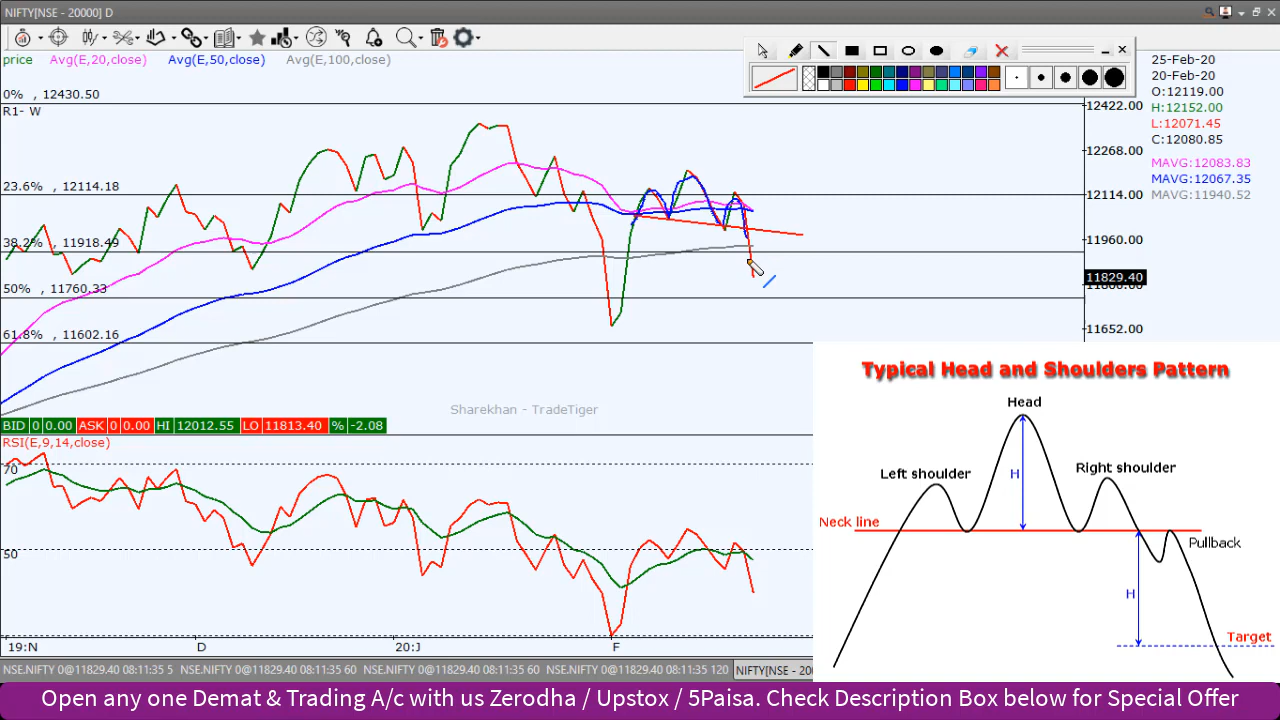 NIFTY[NSE - 20000] D
price Avg(E,20,close) Avg(E,50,close) Avg(E,100,close)
0% , 12430.50
R1- W
23.6% , 12114.18
38.2% , 11918.49
50% , 11760.33
61.8% , 11602.16
12422.00
12268.00
12114.00
11960.00
11829.40
11652.00
25-Feb-20
20-Feb-20
O:12119.00
H:12152.00
L:12071.45
C:12080.85
MAVG:12083.83
MAVG:12067.35
MAVG:11940.52
Sharekhan - TradeTiger
BID 0 0.00 ASK 0 0.00 HI 12012.55 LO 11813.40 % -2.08
RSI(E,9,14,close)
70
50
19:N D 20:J F
NSE.NIFTY 0@11829.40 08:11:35 5 NSE.NIFTY 0@11829.40 08:11:35 60 NSE.NIFTY 0@11829.40 08:11:35 60 NSE.NIFTY 0@11829.40 08:11:35 120 NIFTY[NSE - 200
Typical Head and Shoulders Pattern
Head
Left shoulder
Right shoulder
H
Neck line
Pullback
H
Target
Open any one Demat & Trading A/c with us Zerodha / Upstox / 5Paisa. Check Description Box below for Special Offer